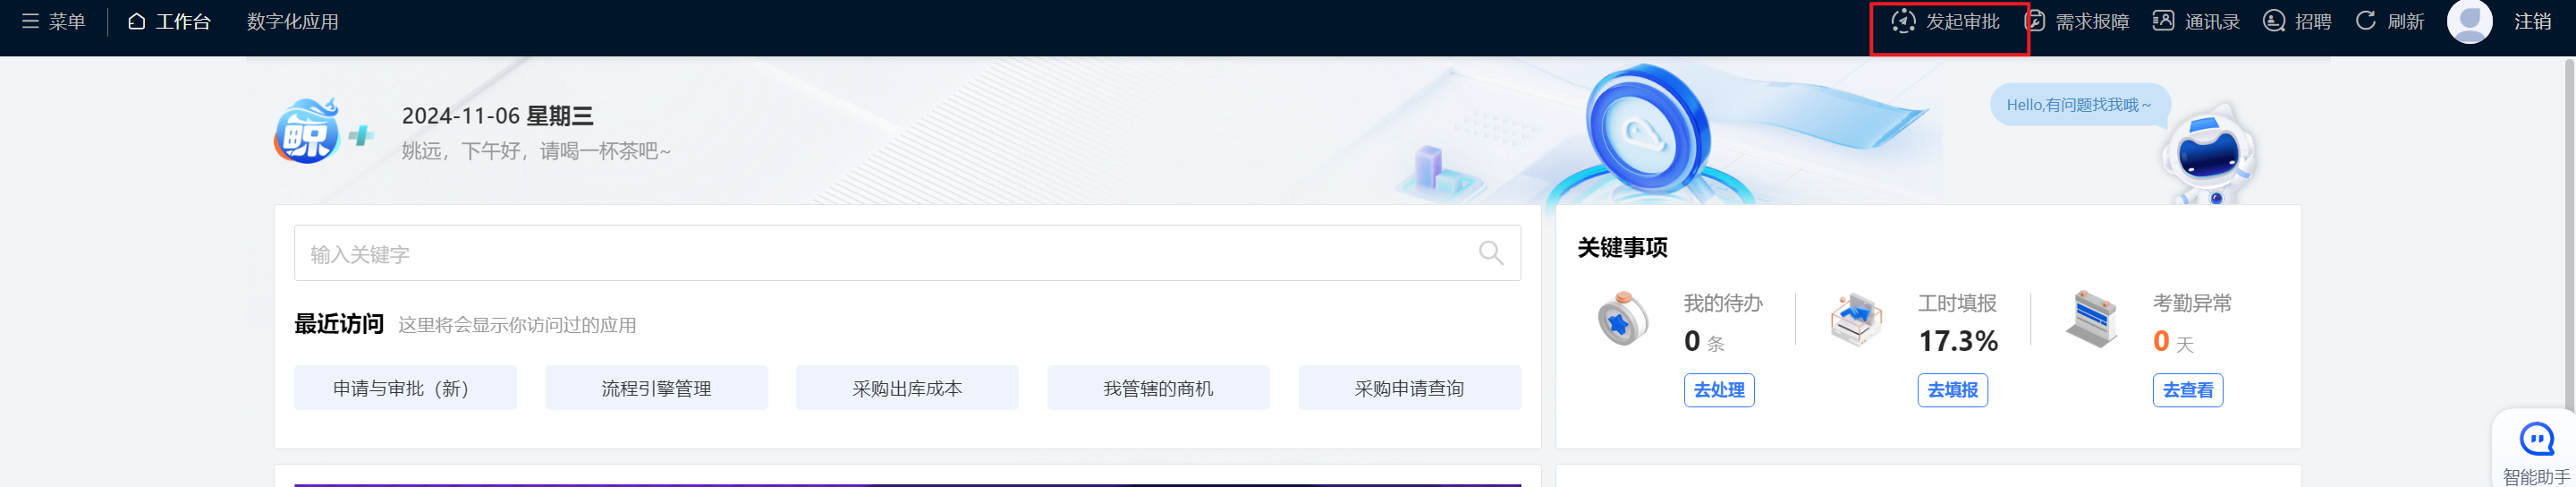 菜单 工作台 数字化应用 发起审批 需求报障 通讯录 招聘 刷新 注销
鲸
2024-11-06 星期三
姚远，下午好，请喝一杯茶吧~
Hello,有问题找我哦~
输入关键字
最近访问 这里将会显示你访问过的应用
申请与审批（新） 流程引擎管理 采购出库成本 我管辖的商机 采购申请查询
关键事项
我的待办 工时填报 考勤异常
0 条 17.3% 0 天
去处理 去填报 去查看
智能助手